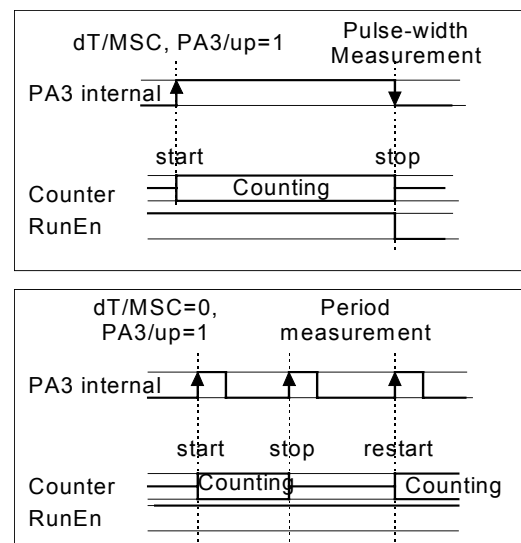 dT/MSC, PA3/up=1
Pulse-width
Measurement
PA3 internal
start
stop
Counter
Counting
RunEn
dT/MSC=0,
PA3/up=1
Period
measurement
PA3 internal
start
stop
restart
Counter
Counting
Counting
RunEn